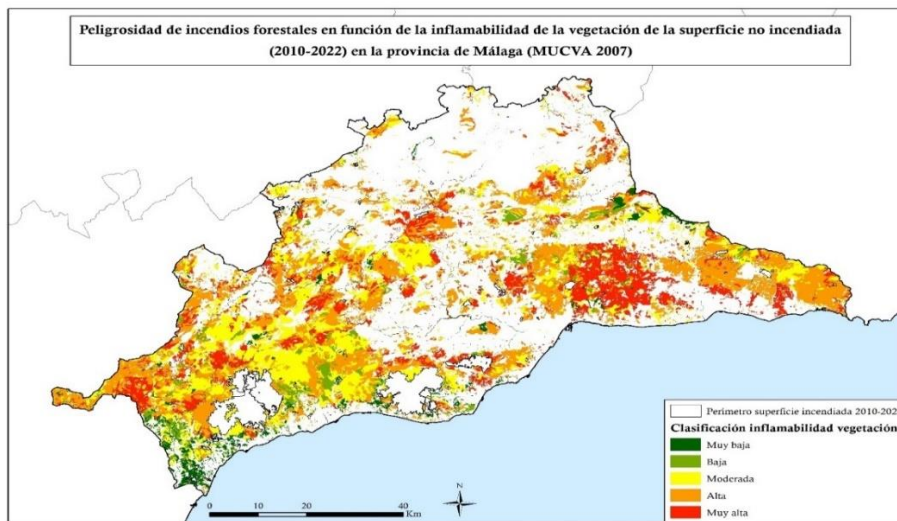 Peligrosidad de incendios forestales en función de la inflamabilidad de la vegetación de la superficie no incendiada
(2010-2022) en la provincia de Málaga (MUCVA 2007)
Perímetro superficie incendiada 2010-202
Clasificación inflamabilidad vegetación
Muy baja
Baja
Moderada
Alta
Muy alta
0 10 20 40
Km
N